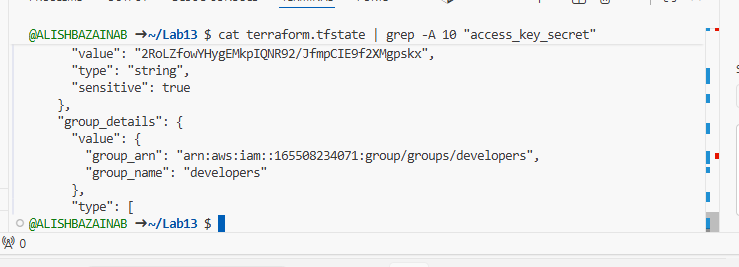 @ALISHBAZAINAB ➜~/Lab13 $ cat terraform.tfstate | grep -A 10 "access_key_secret"
"value": "2RoLZfowYHygEMkpIQNR92/JfmpCIE9f2XMgpskx",
"type": "string",
"sensitive": true
},
"group_details": {
"value": {
"group_arn": "arn:aws:iam::165508234071:group/groups/developers",
"group_name": "developers"
},
"type": [
@ALISHBAZAINAB ➜~/Lab13 $
0